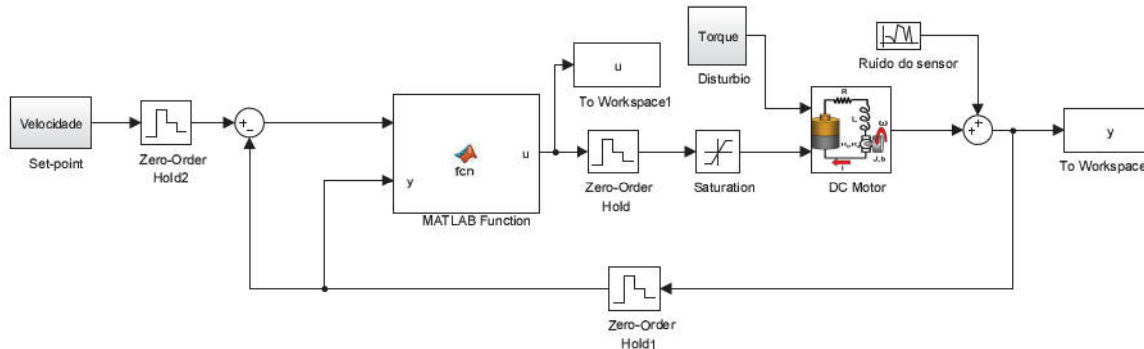 Velocidade
Set-point
Zero-Order
Hold2
fcn
y
u
MATLAB Function
u
To Workspace1
Zero-Order
Hold
Saturation
Torque
Disturbio
R
L
ω
J,b
i
DC Motor
Ruído do sensor
y
To Workspace
Zero-Order
Hold1